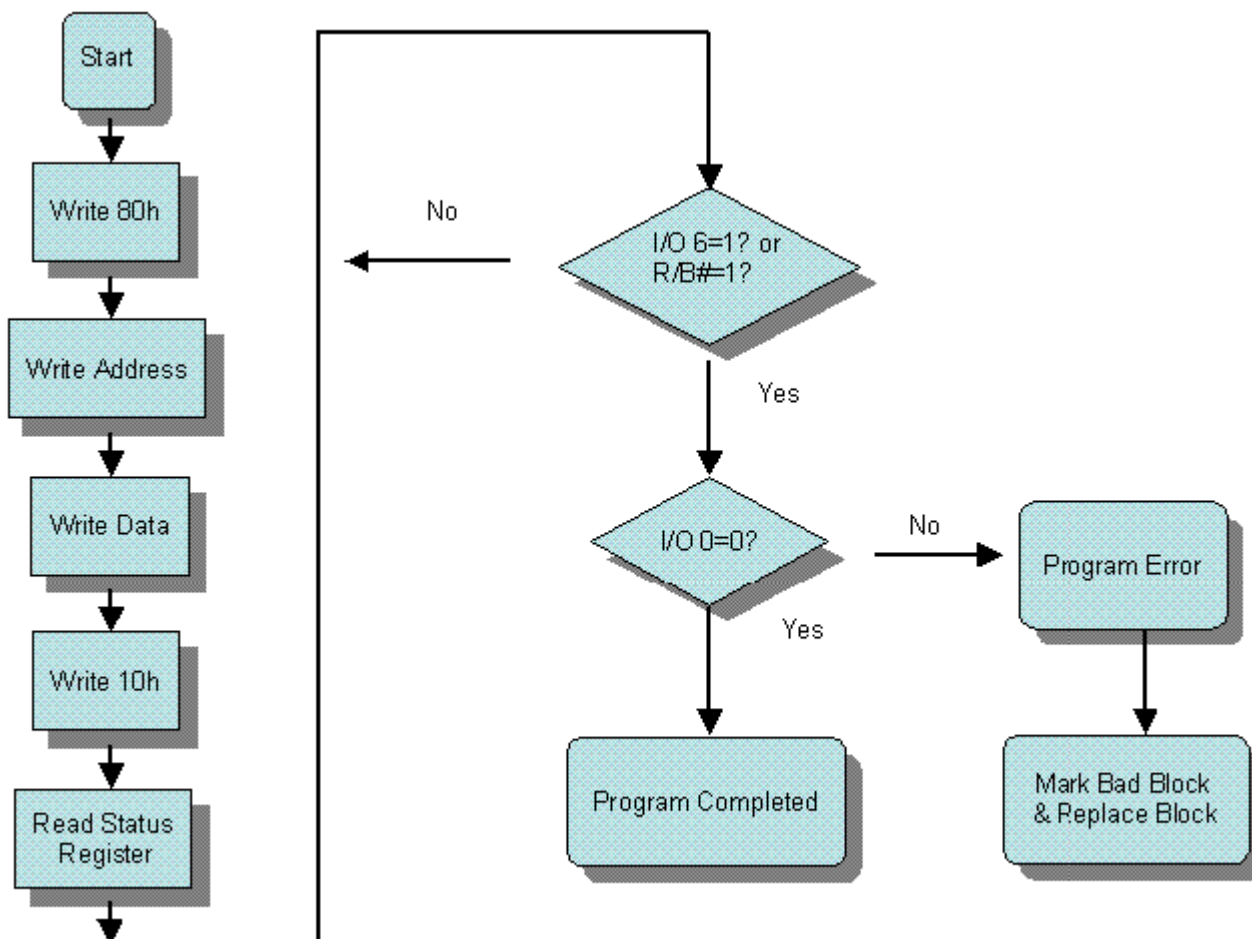 Start
Write 80h
Write Address
Write Data
Write 10h
Read Status
Register
No
I/O 6=1? or
R/B#=1?
Yes
I/O 0=0?
No
Program Error
Yes
Program Completed
Mark Bad Block
& Replace Block